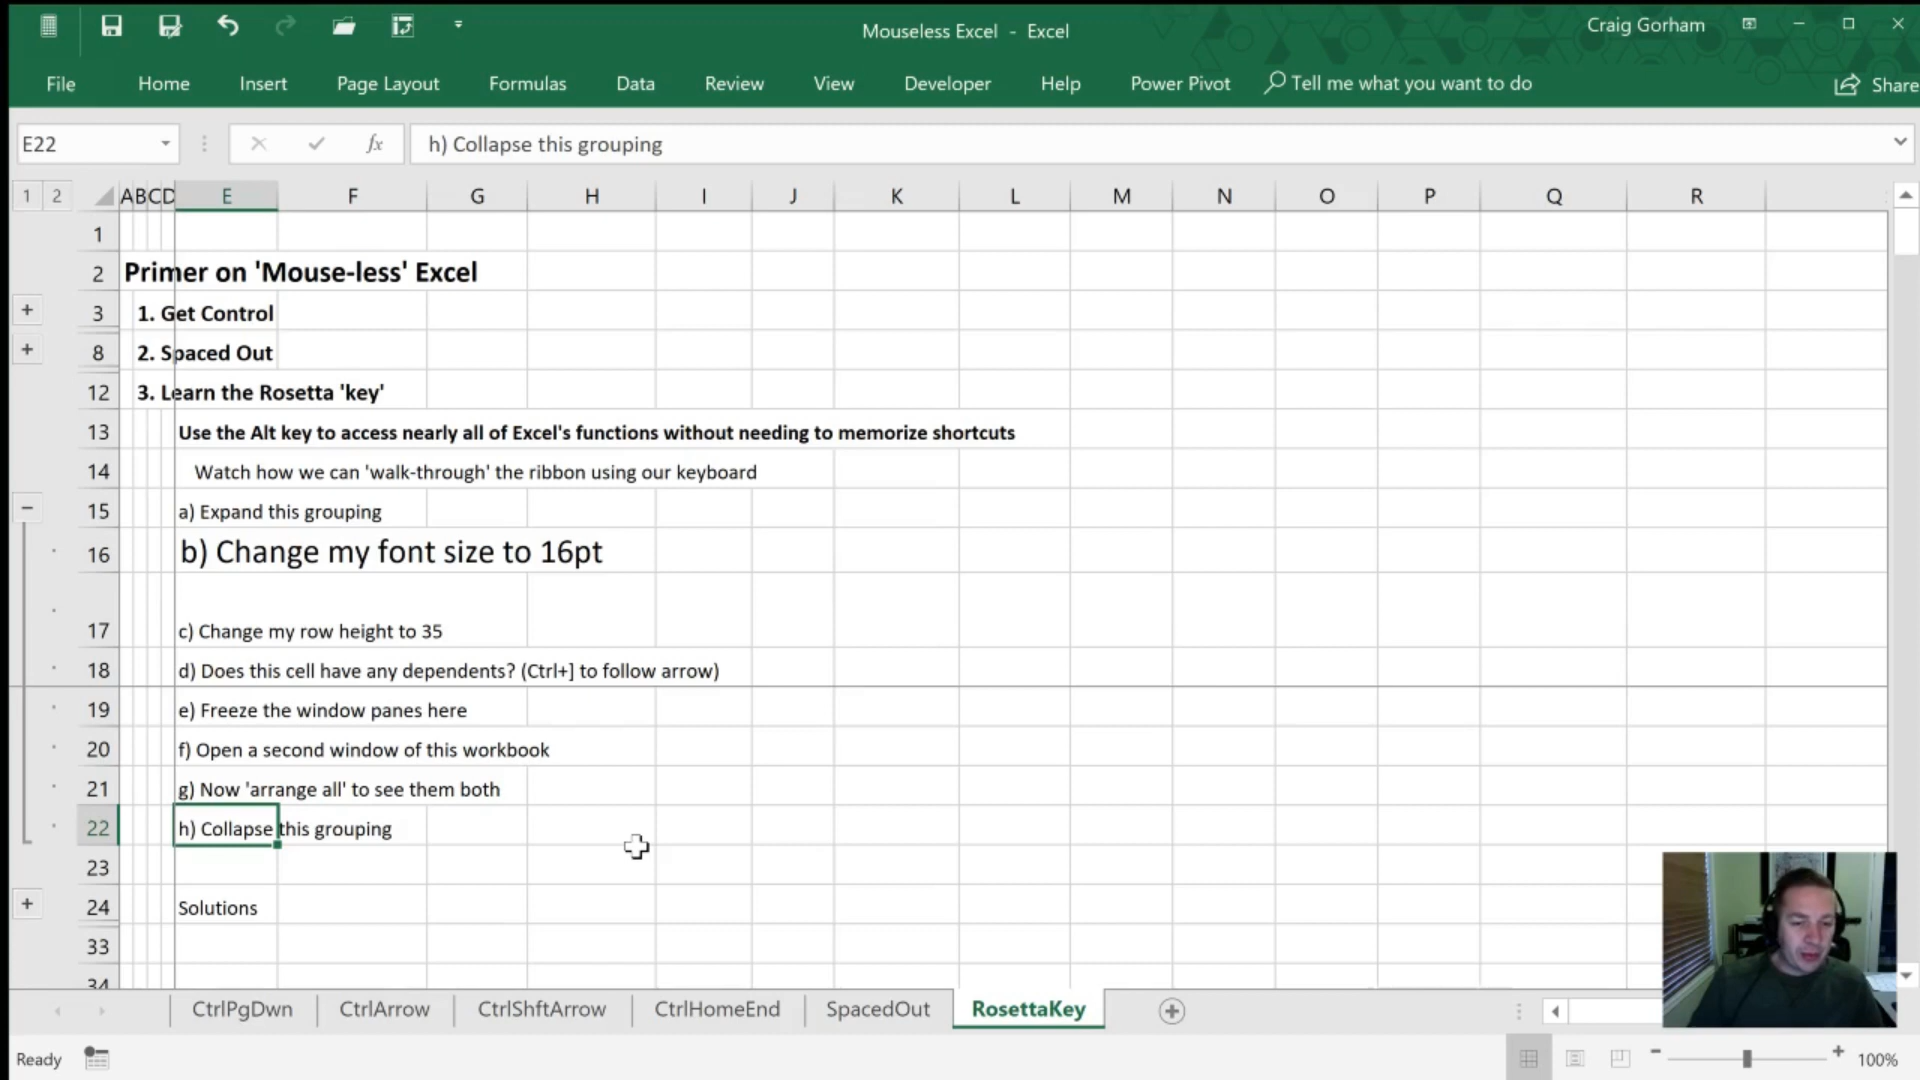 Mouseless Excel - Excel
Craig Gorham
File Home Insert Page Layout Formulas Data Review View Developer Help Power Pivot Tell me what you want to do Share
E22 fx h) Collapse this grouping
1 2 A B C D E F G H I J K L M N O P Q R
1
2 Primer on 'Mouse-less' Excel
3 1. Get Control
8 2. Spaced Out
12 3. Learn the Rosetta 'key'
13 Use the Alt key to access nearly all of Excel's functions without needing to memorize shortcuts
14 Watch how we can 'walk-through' the ribbon using our keyboard
15 a) Expand this grouping
16 b) Change my font size to 16pt
17 c) Change my row height to 35
18 d) Does this cell have any dependents? (Ctrl+] to follow arrow)
19 e) Freeze the window panes here
20 f) Open a second window of this workbook
21 g) Now 'arrange all' to see them both
22 h) Collapse this grouping
23
24 Solutions
33
34
CtrlPgDwn CtrlArrow CtrlShftArrow CtrlHomeEnd SpacedOut RosettaKey
Ready 100%